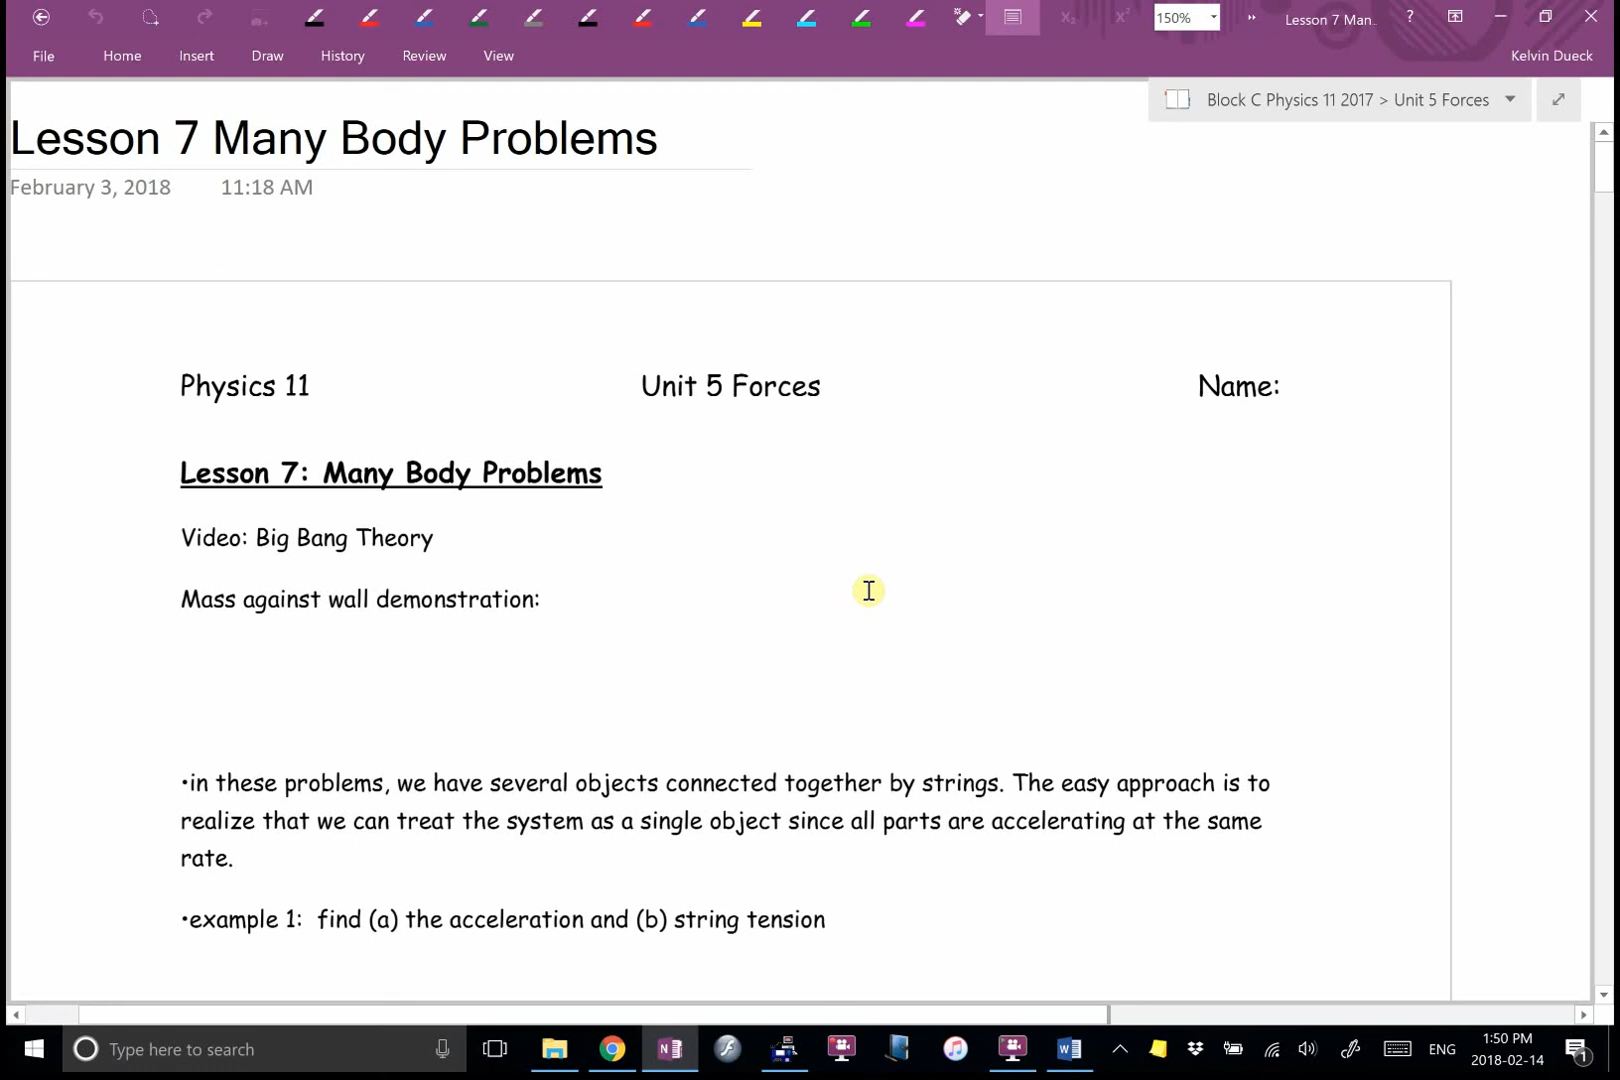 150%
Lesson 7 Man..
?
File Home Insert Draw History Review View
Kelvin Dueck
Block C Physics 11 2017 > Unit 5 Forces
Lesson 7 Many Body Problems
February 3, 2018 11:18 AM
Physics 11 Unit 5 Forces Name:
Lesson 7: Many Body Problems
Video: Big Bang Theory
Mass against wall demonstration:
•in these problems, we have several objects connected together by strings. The easy approach is to
realize that we can treat the system as a single object since all parts are accelerating at the same
rate.
•example 1: find (a) the acceleration and (b) string tension
Type here to search
ENG
1:50 PM
2018-02-14
1